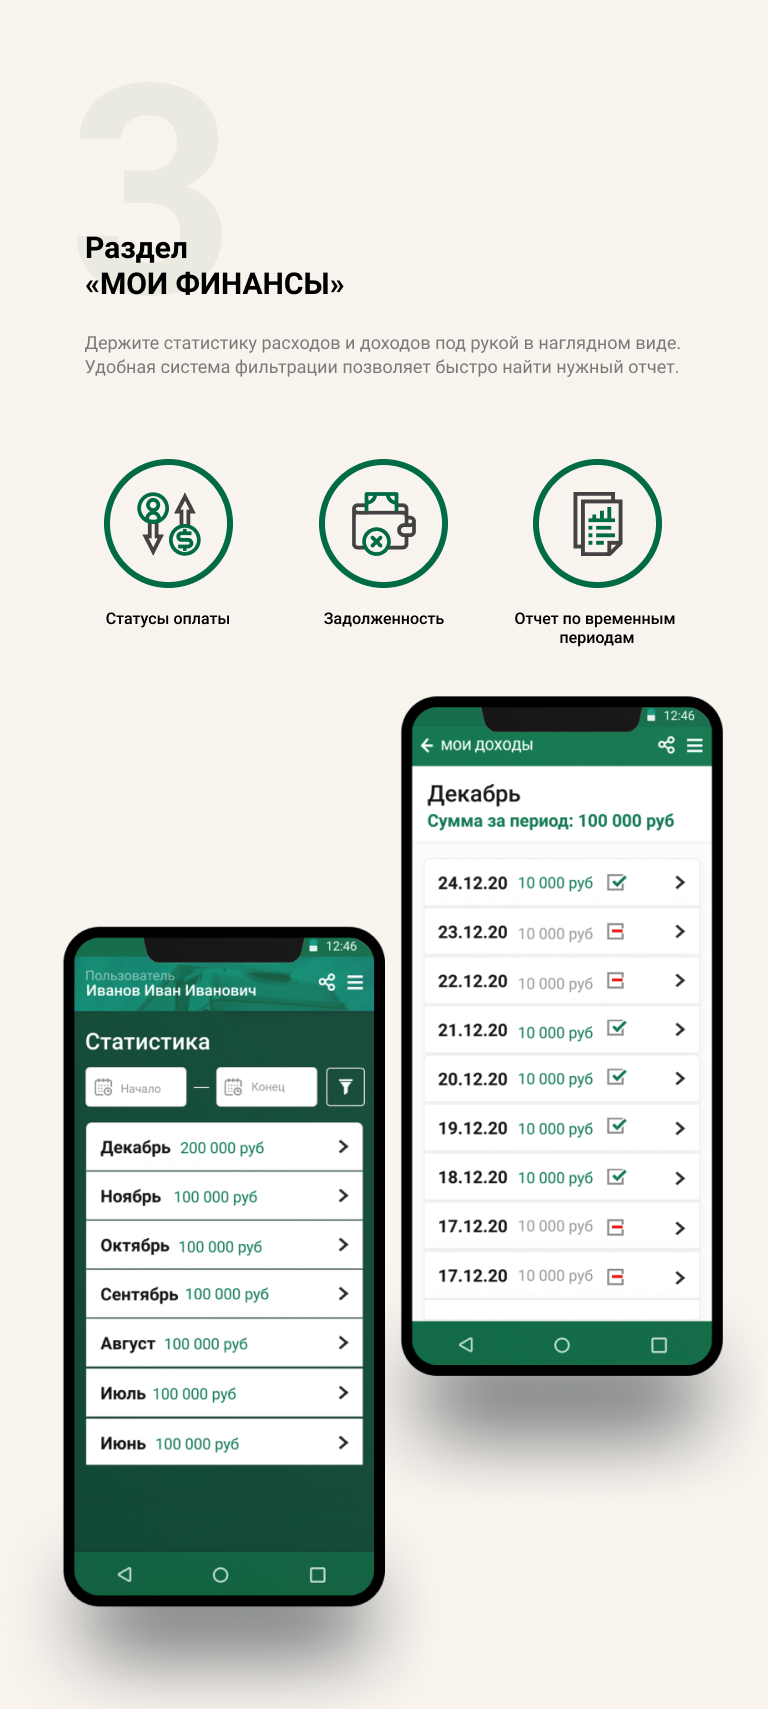 3
Раздел
«МОИ ФИНАНСЫ»
Держите статистику расходов и доходов под рукой в наглядном виде.
Удобная система фильтрации позволяет быстро найти нужный отчет.
Статусы оплаты
Задолженность
Отчет по временным
периодам
12:46
МОИ ДОХОДЫ
Декабрь
Сумма за период: 100 000 руб
24.12.20 10 000 руб
23.12.20 10 000 руб
22.12.20 10 000 руб
21.12.20 10 000 руб
20.12.20 10 000 руб
19.12.20 10 000 руб
18.12.20 10 000 руб
17.12.20 10 000 руб
17.12.20 10 000 руб
12:46
Пользователь
Иванов Иван Иванович
Статистика
Начало — Конец
Декабрь 200 000 руб
Ноябрь 100 000 руб
Октябрь 100 000 руб
Сентябрь 100 000 руб
Август 100 000 руб
Июль 100 000 руб
Июнь 100 000 руб